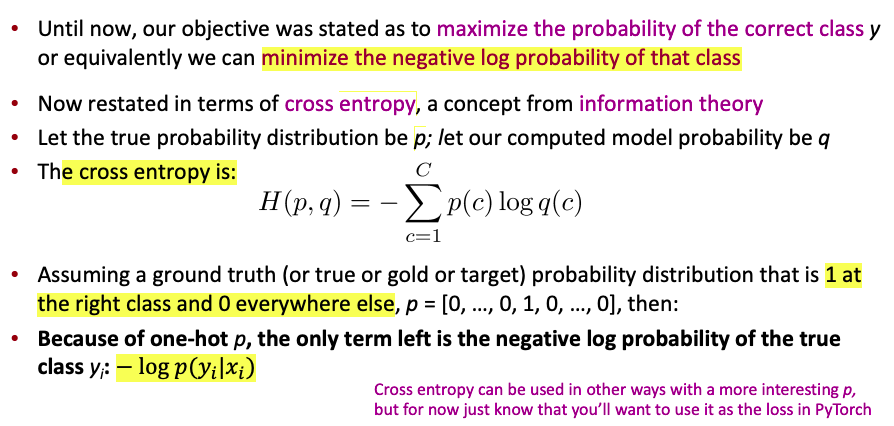 • Until now, our objective was stated as to maximize the probability of the correct class y
or equivalently we can minimize the negative log probability of that class
• Now restated in terms of cross entropy, a concept from information theory
• Let the true probability distribution be p; let our computed model probability be q
• The cross entropy is:
H(p, q) = − ∑_{c=1}^{C} p(c) log q(c)
• Assuming a ground truth (or true or gold or target) probability distribution that is 1 at
the right class and 0 everywhere else, p = [0, …, 0, 1, 0, …, 0], then:
• Because of one-hot p, the only term left is the negative log probability of the true
class yᵢ: − log p(yᵢ|xᵢ)
Cross entropy can be used in other ways with a more interesting p,
but for now just know that you’ll want to use it as the loss in PyTorch